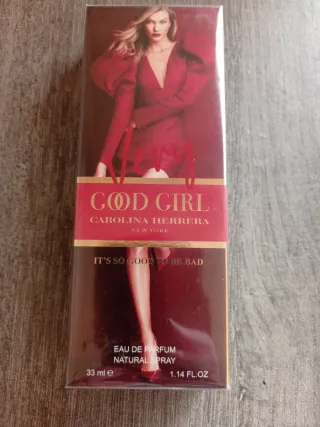 Very
GOOD GIRL
CAROLINA HERRERA
NEW YORK
IT'S SO GOOD TO BE BAD
EAU DE PARFUM
NATURAL SPRAY
33 ml e 1.14 FL.OZ